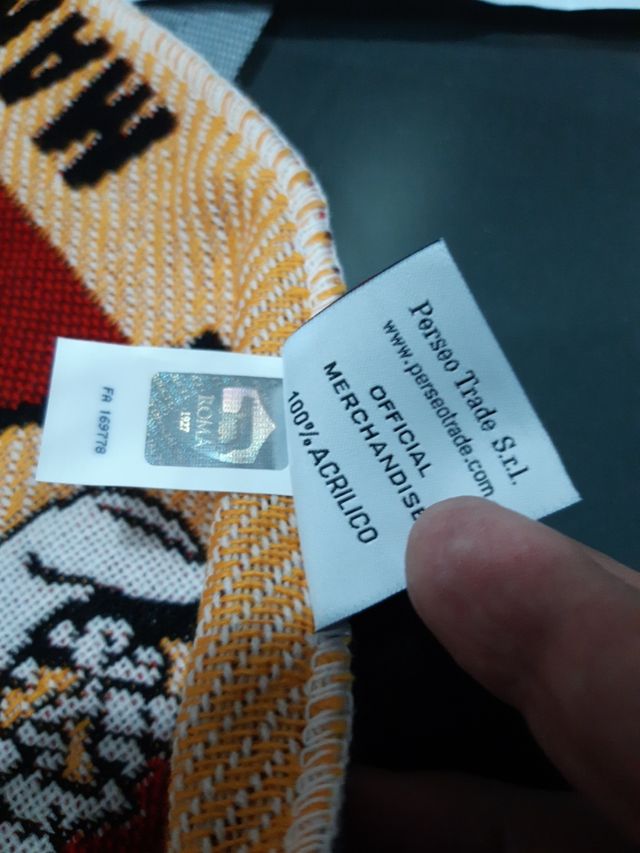 Perseo Trade S.r.l.
www.perseotrade.com
OFFICIAL
MERCHANDISE
100% ACRILICO
FA 169778
ROMA
1927